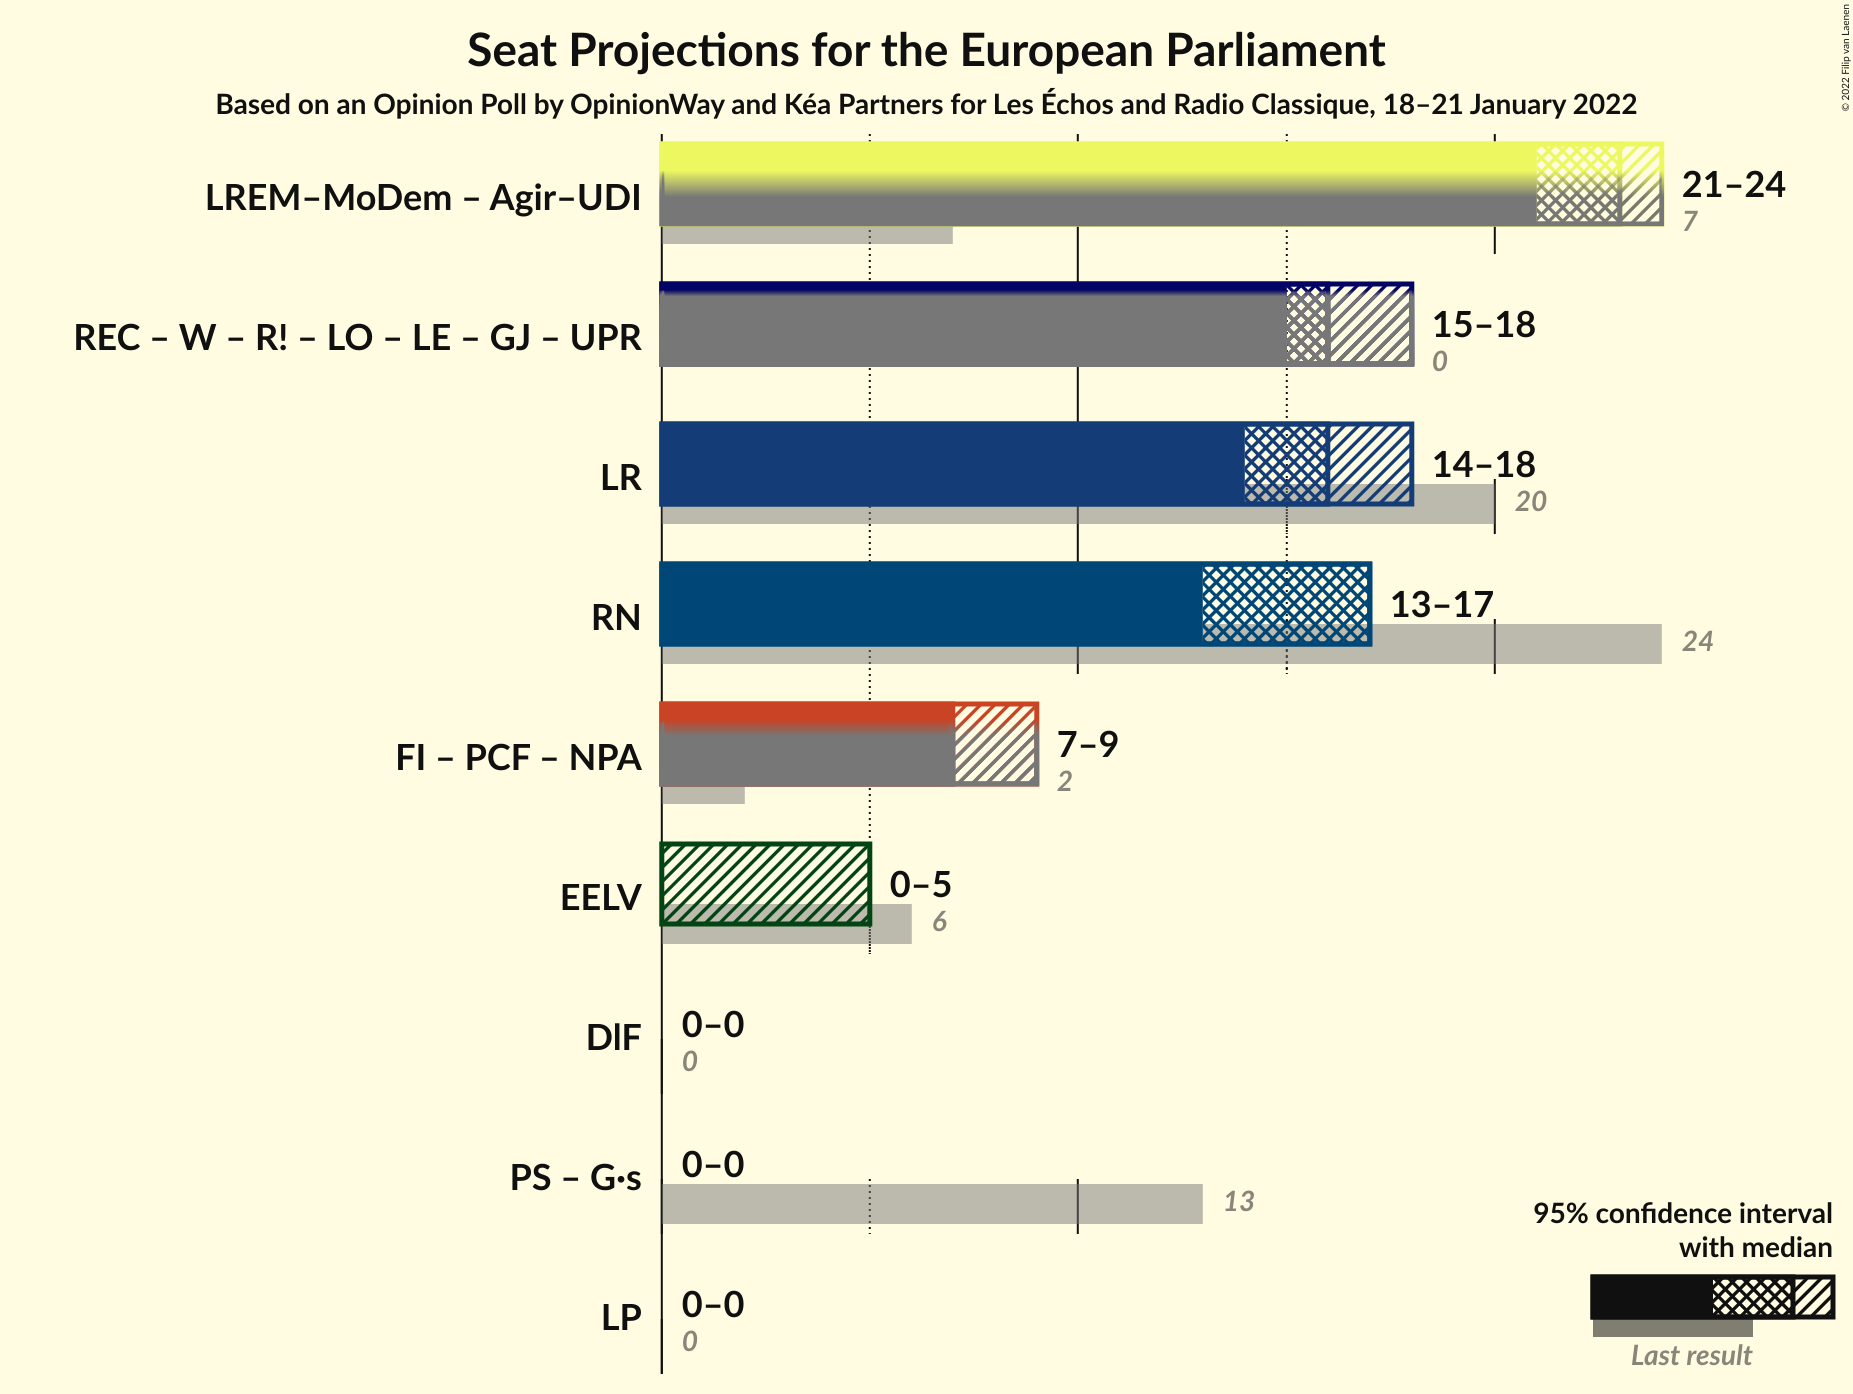 Seat Projections for the European Parliament
Based on an Opinion Poll by OpinionWay and Kéa Partners for Les Échos and Radio Classique, 18–21 January 2022
© 2022 Filip van Laenen
LREM–MoDem – Agir–UDI
21–24
7
REC – W – R! – LO – LE – GJ – UPR
15–18
0
LR
14–18
20
RN
13–17
24
FI – PCF – NPA
7–9
2
EELV
0–5
6
DlF
0–0
0
PS – G·s
0–0
13
LP
0–0
0
95% confidence interval
with median
Last result